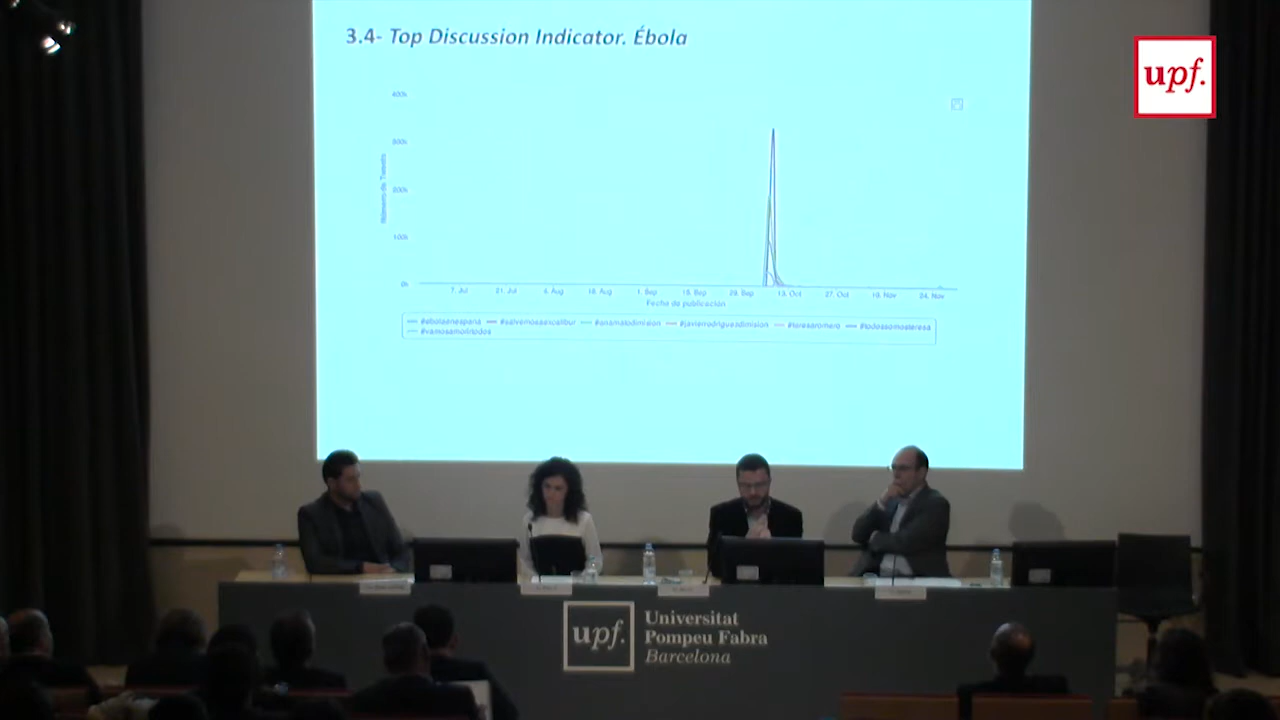 3.4- Top Discussion Indicator. Ébola
upf.
400k
300k
200k
100k
0k
Número de Tweets
7. Jul
21. Jul
4. Aug
18. Aug
1. Sep
15. Sep
29. Sep
13. Oct
27. Oct
10. Nov
24. Nov
Fecha de publicación
#ebolaenespaña #salvemosaexcalibur #anamatodimision #javierrodriguezdimision #teresaromero #todossomosteresa
#vamosamorirtodos
upf.
Universitat
Pompeu Fabra
Barcelona